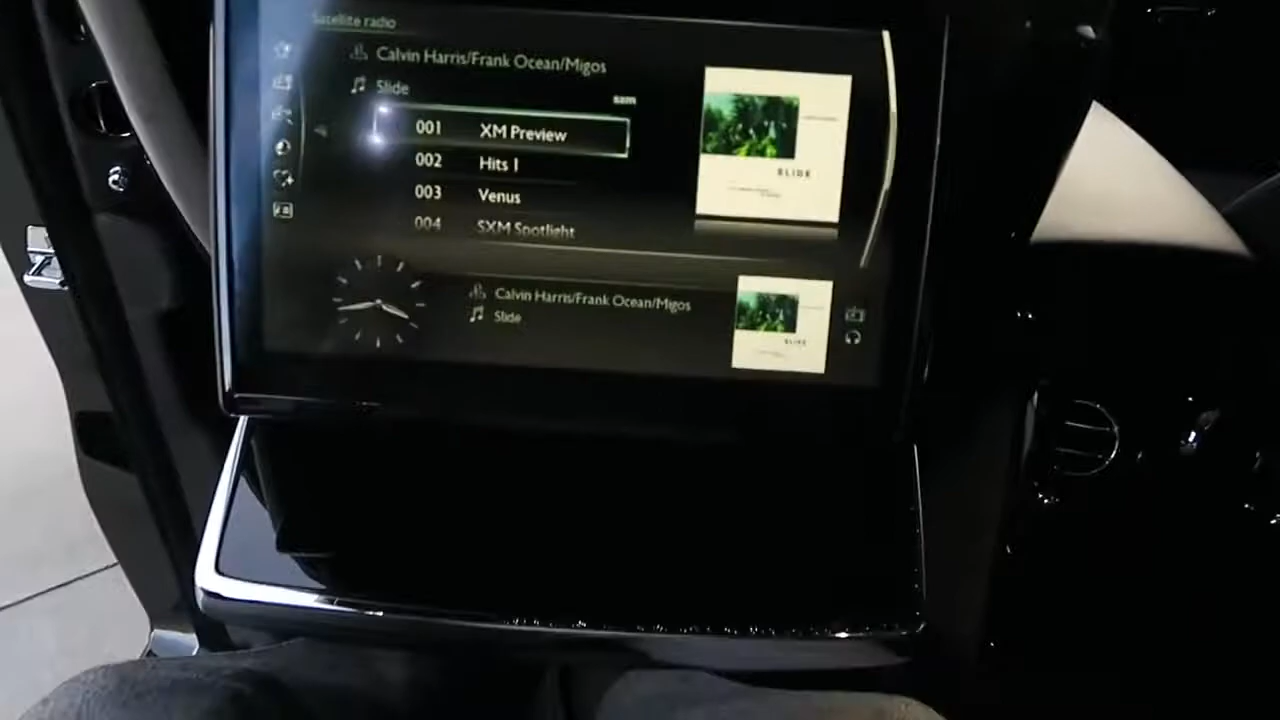 Satellite radio
Calvin Harris/Frank Ocean/Migos
Slide
sxm
001 XM Preview
002 Hits 1
003 Venus
004 SXM Spotlight
SLIDE
Calvin Harris/Frank Ocean/Migos
Slide
SLIDE